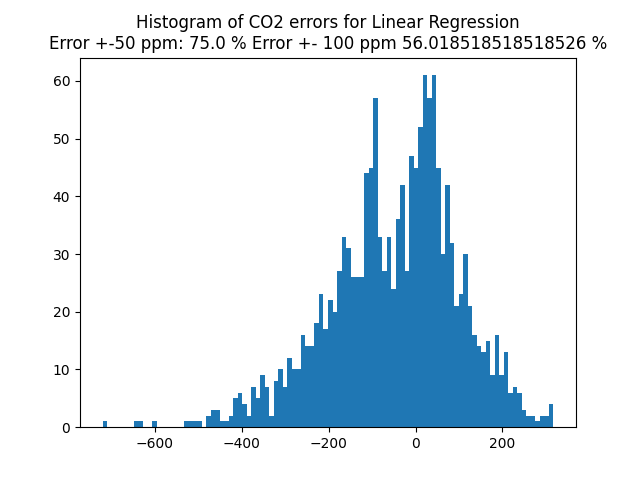 Histogram of CO2 errors for Linear Regression
Error +-50 ppm: 75.0 % Error +- 100 ppm 56.018518518518526 %
60
50
40
30
20
10
0
−600 −400 −200 0 200